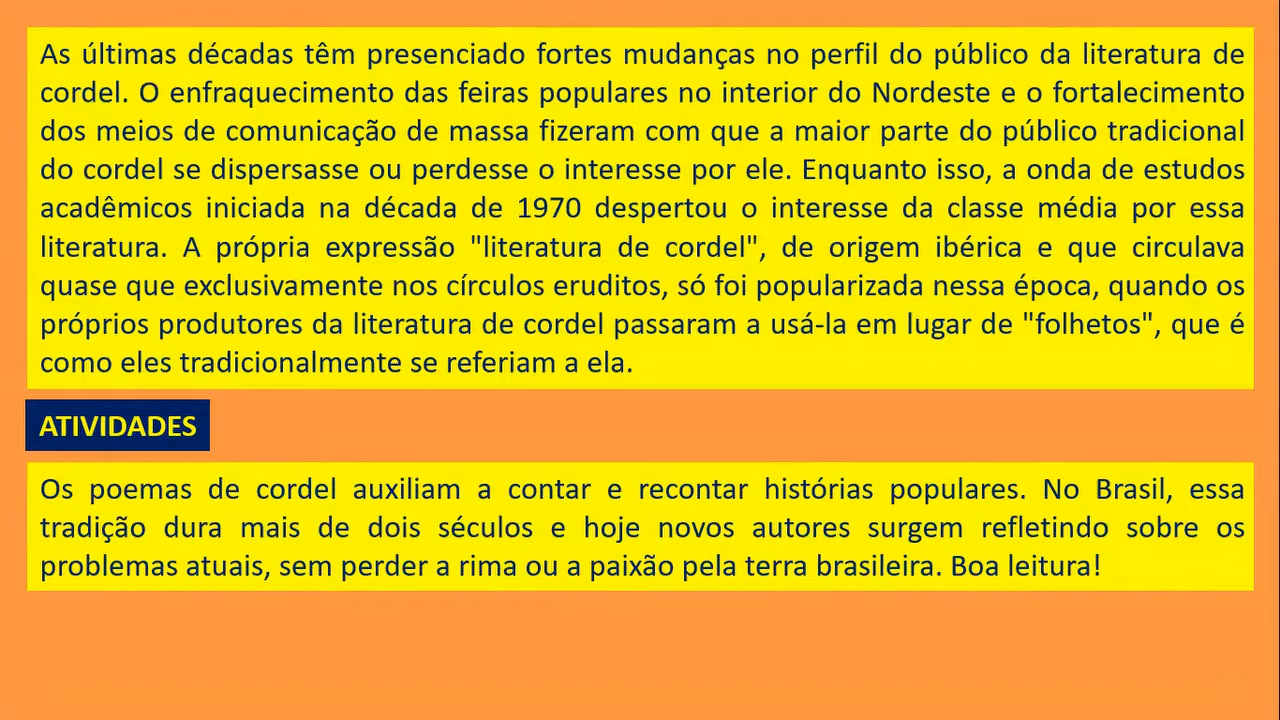 As últimas décadas têm presenciado fortes mudanças no perfil do público da literatura de
cordel. O enfraquecimento das feiras populares no interior do Nordeste e o fortalecimento
dos meios de comunicação de massa fizeram com que a maior parte do público tradicional
do cordel se dispersasse ou perdesse o interesse por ele. Enquanto isso, a onda de estudos
acadêmicos iniciada na década de 1970 despertou o interesse da classe média por essa
literatura. A própria expressão "literatura de cordel", de origem ibérica e que circulava
quase que exclusivamente nos círculos eruditos, só foi popularizada nessa época, quando os
próprios produtores da literatura de cordel passaram a usá-la em lugar de "folhetos", que é
como eles tradicionalmente se referiam a ela.
ATIVIDADES
Os poemas de cordel auxiliam a contar e recontar histórias populares. No Brasil, essa
tradição dura mais de dois séculos e hoje novos autores surgem refletindo sobre os
problemas atuais, sem perder a rima ou a paixão pela terra brasileira. Boa leitura!